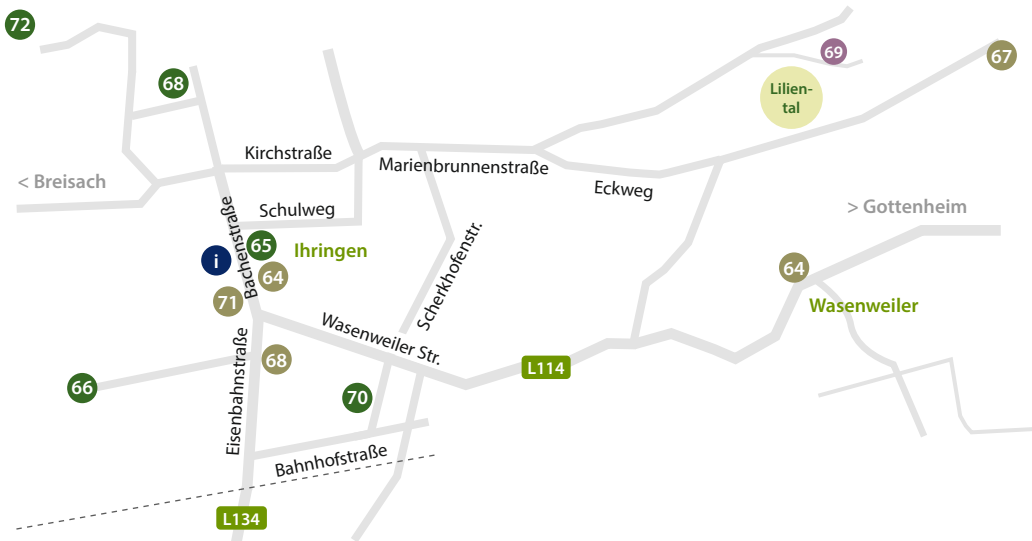 72
68
69
67
Lilien-
tal
Kirchstraße
Marienbrunnenstraße
< Breisach
Eckweg
Schulweg
> Gottenheim
Bachenstraße
65
Ihringen
i
64
64
71
Scherkhofenstr.
Wasenweiler
Wasenweiler Str.
Eisenbahnstraße
68
L114
66
70
Bahnhofstraße
L134